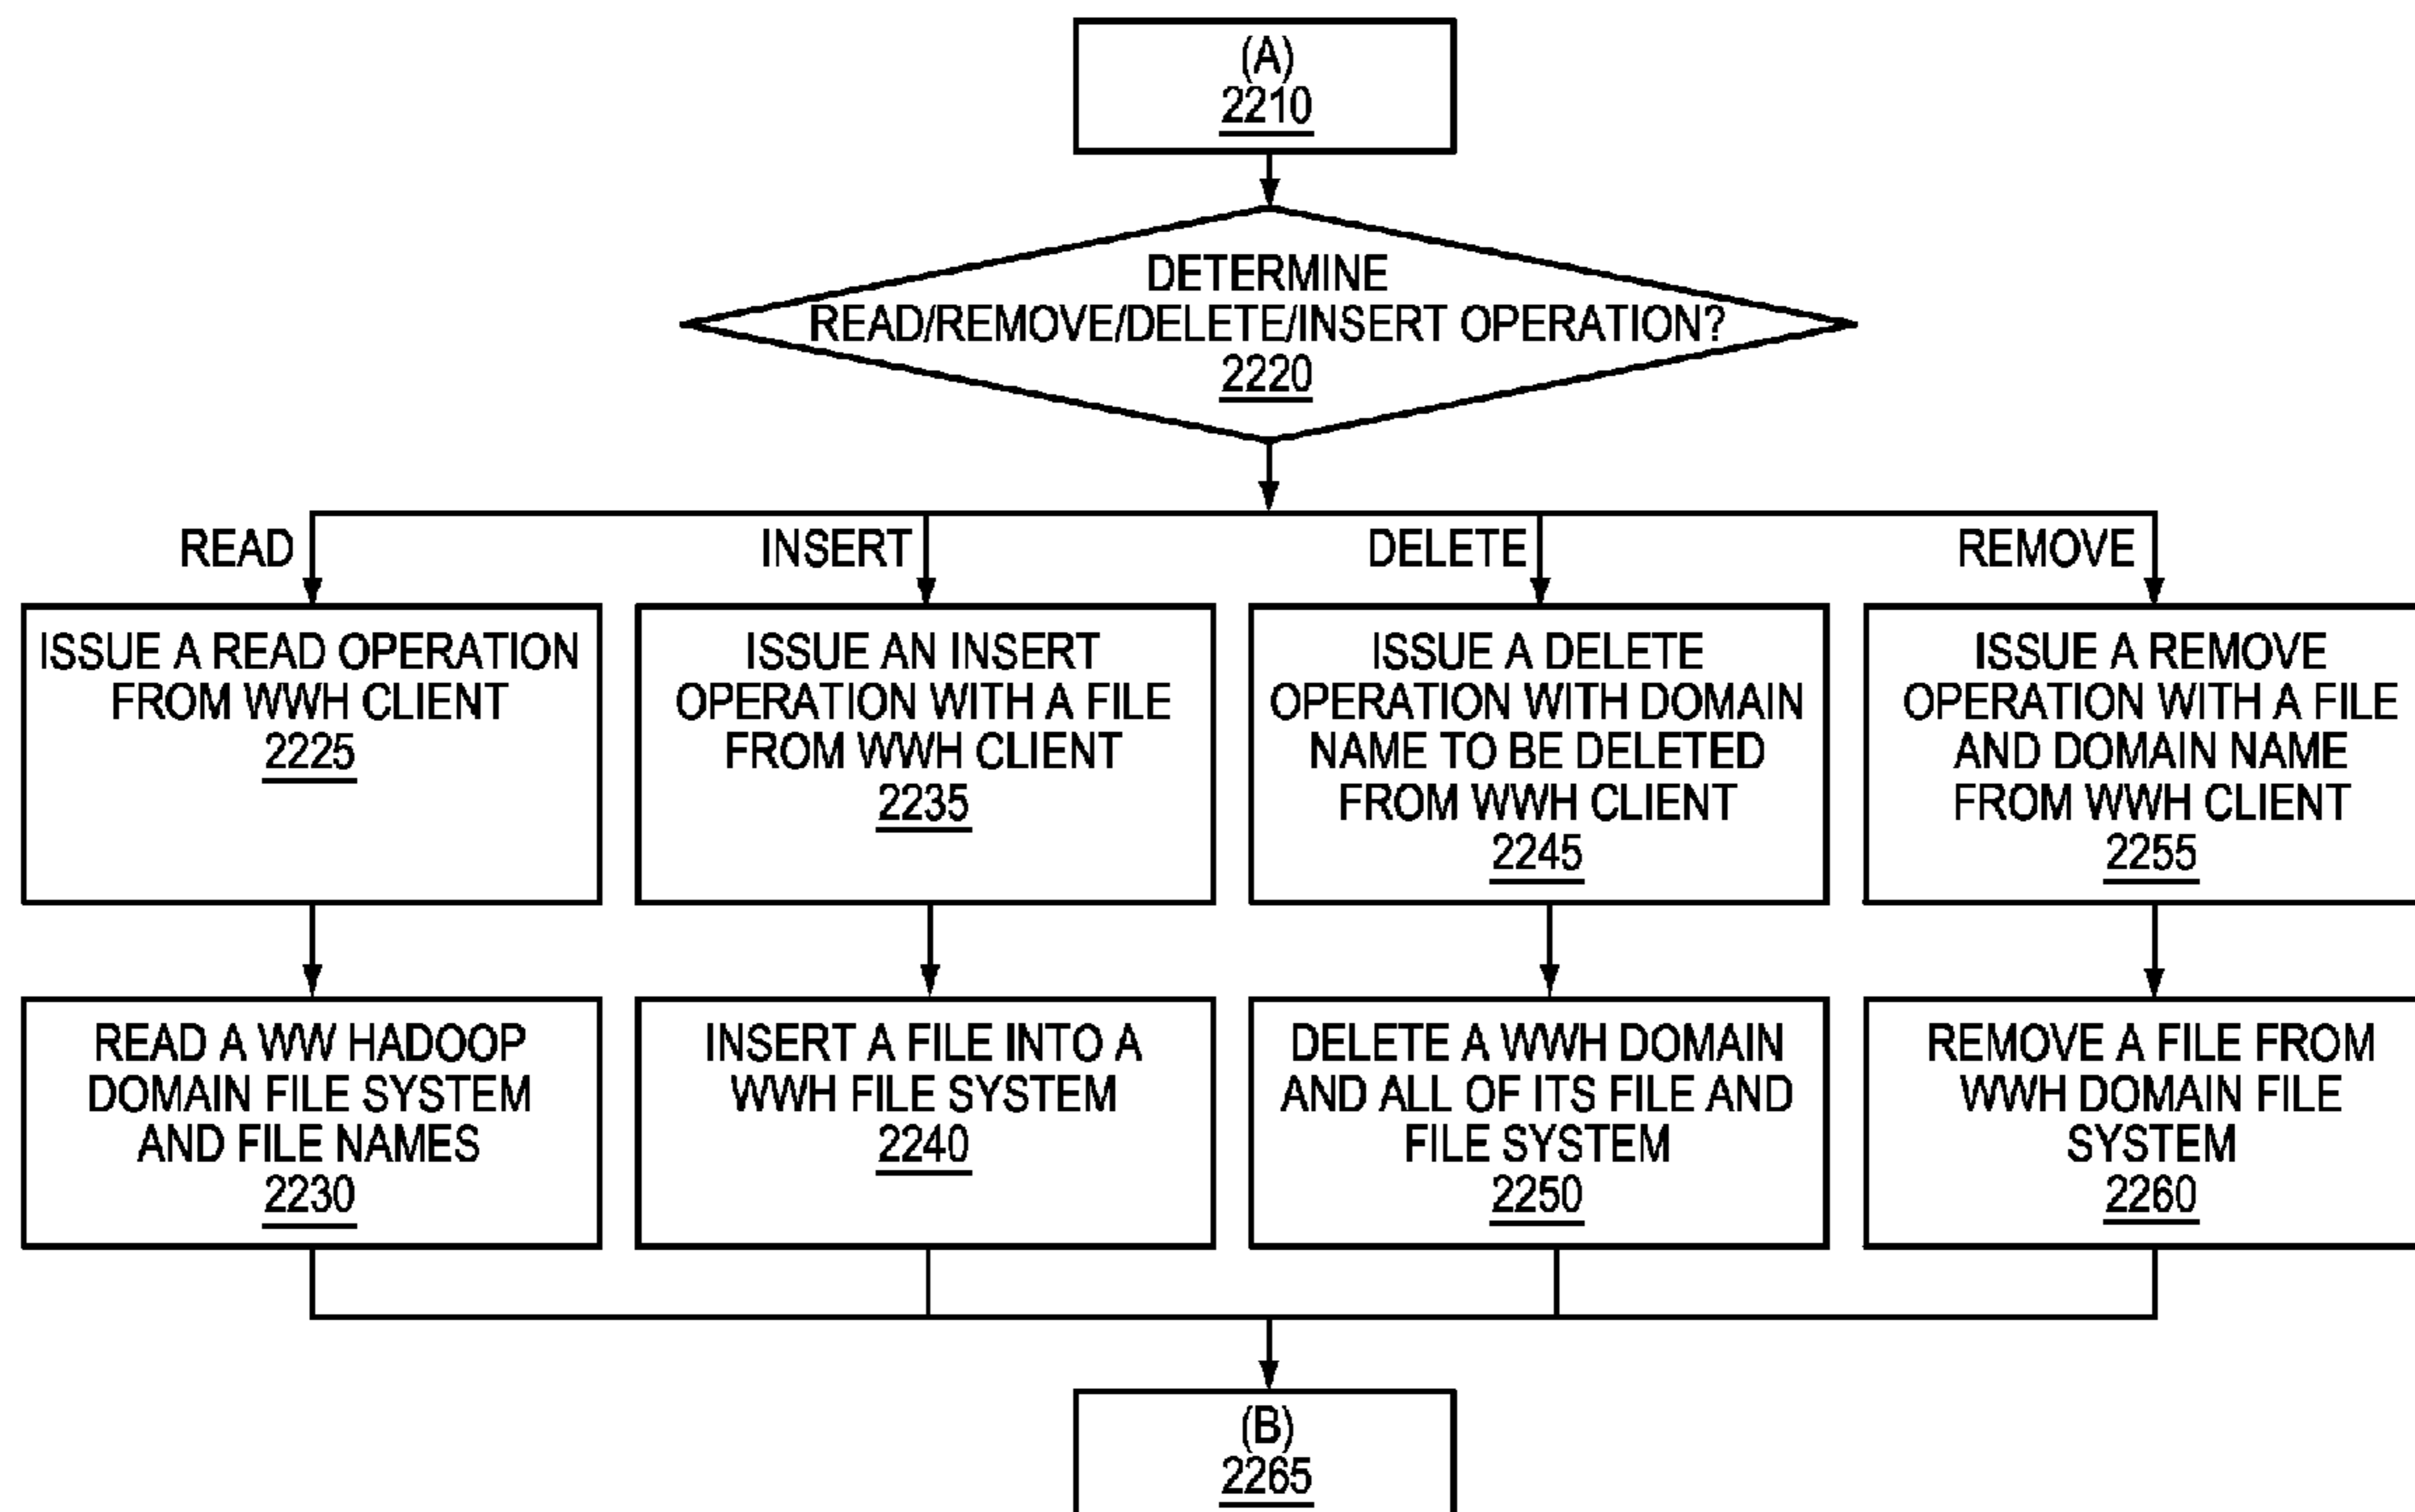 (A)
2210
DETERMINE
READ/REMOVE/DELETE/INSERT OPERATION?
2220
READ
INSERT
DELETE
REMOVE
ISSUE A READ OPERATION
FROM WWH CLIENT
2225
ISSUE AN INSERT
OPERATION WITH A FILE
FROM WWH CLIENT
2235
ISSUE A DELETE
OPERATION WITH DOMAIN
NAME TO BE DELETED
FROM WWH CLIENT
2245
ISSUE A REMOVE
OPERATION WITH A FILE
AND DOMAIN NAME
FROM WWH CLIENT
2255
READ A WW HADOOP
DOMAIN FILE SYSTEM
AND FILE NAMES
2230
INSERT A FILE INTO A
WWH FILE SYSTEM
2240
DELETE A WWH DOMAIN
AND ALL OF ITS FILE AND
FILE SYSTEM
2250
REMOVE A FILE FROM
WWH DOMAIN FILE
SYSTEM
2260
(B)
2265